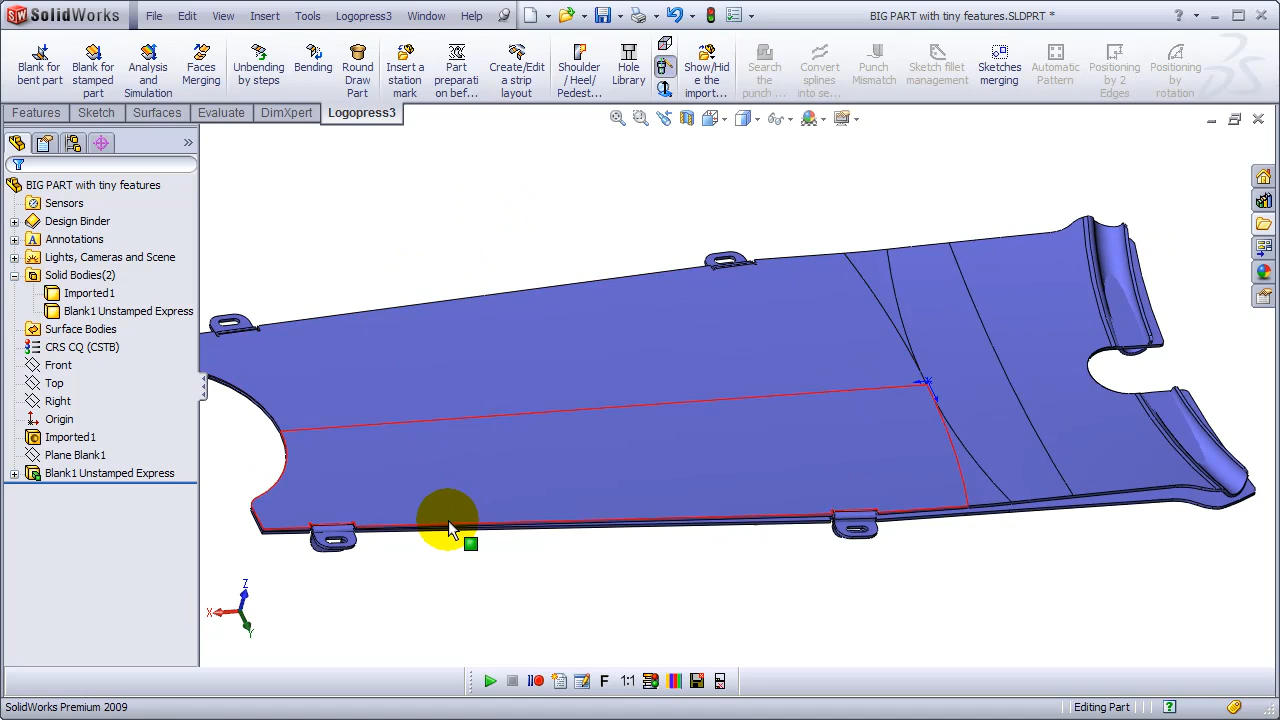 SolidWorks File Edit View Insert Tools Logopress3 Window Help BIG PART with tiny features.SLDPRT *
Blank for bent part
Blank for stamped part
Analysis and Simulation
Faces Merging
Unbending by steps
Bending
Round Draw Part
Insert a station mark
Part preparati on bef...
Create/Edit a strip layout
Shoulder / Heel/ Pedest...
Hole Library
Show/Hide the import...
Search the punch ...
Convert splines into se...
Punch Mismatch
Sketch fillet management
Sketches merging
Automatic Pattern
Positioning by 2 Edges
Positioning by rotation
Features Sketch Surfaces Evaluate DimXpert Logopress3
BIG PART with tiny features
Sensors
Design Binder
Annotations
Lights, Cameras and Scene
Solid Bodies(2)
Imported1
Blank1 Unstamped Express
Surface Bodies
CRS CQ (CSTB)
Front
Top
Right
Origin
Imported1
Plane Blank1
Blank1 Unstamped Express
Z
X
Y
F 1:1
SolidWorks Premium 2009 Editing Part